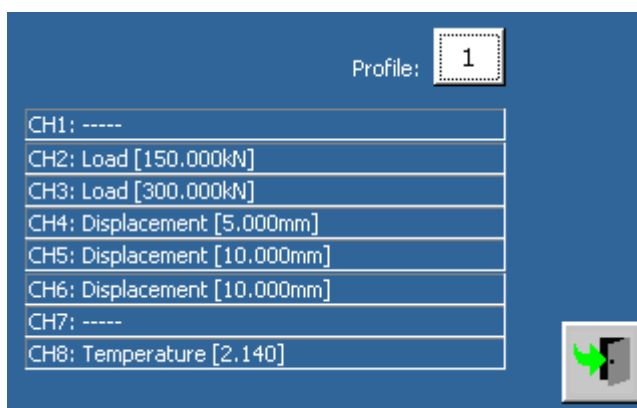 Profile: 1
CH1: -----
CH2: Load [150.000kN]
CH3: Load [300.000kN]
CH4: Displacement [5.000mm]
CH5: Displacement [10.000mm]
CH6: Displacement [10.000mm]
CH7: -----
CH8: Temperature [2.140]